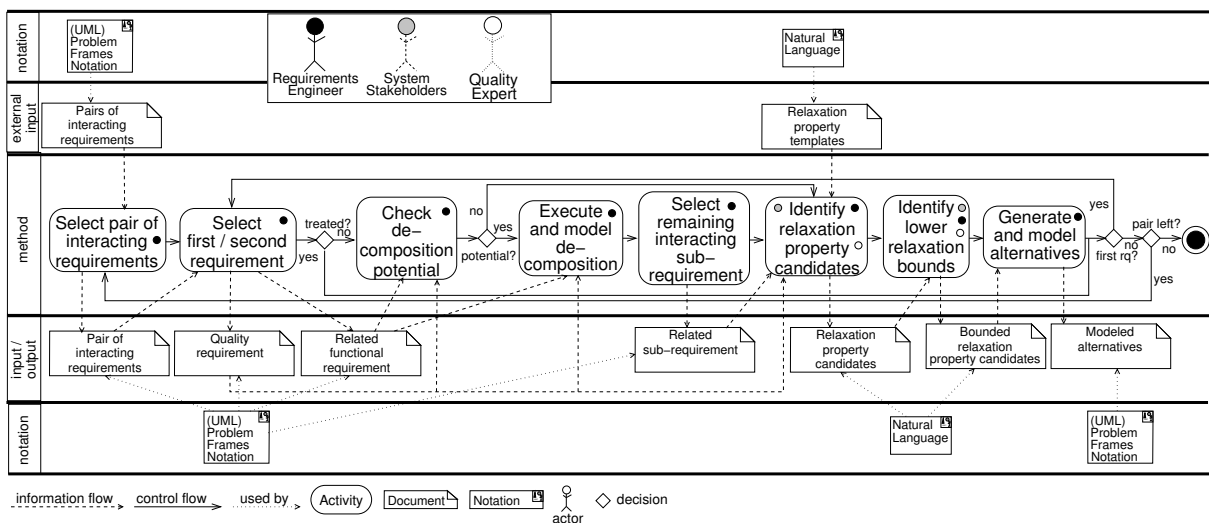 notation
(UML)
Problem
Frames
Notation
Requirements
Engineer
System
Stakeholders
Quality
Expert
Natural
Language
external
input
Pairs of
interacting
requirements
Relaxation
property
templates
method
Select pair of
interacting
requirements
Select
first / second
requirement
treated?
no
yes
Check
de–
composition
potential
no
yes
potential?
Execute
and model de–
composition
Select
remaining
interacting
sub–
requirement
Identify
relaxation
property
candidates
Identify
lower
relaxation
bounds
Generate
and model
alternatives
yes
no
first rq?
pair left?
no
yes
input /
output
Pair of
interacting
requirements
Quality
requirement
Related
functional
requirement
Related
sub–requirement
Relaxation
property
candidates
Bounded
relaxation
property candidates
Modeled
alternatives
notation
(UML)
Problem
Frames
Notation
Natural
Language
(UML)
Problem
Frames
Notation
information flow
control flow
used by
Activity
Document
Notation
actor
decision